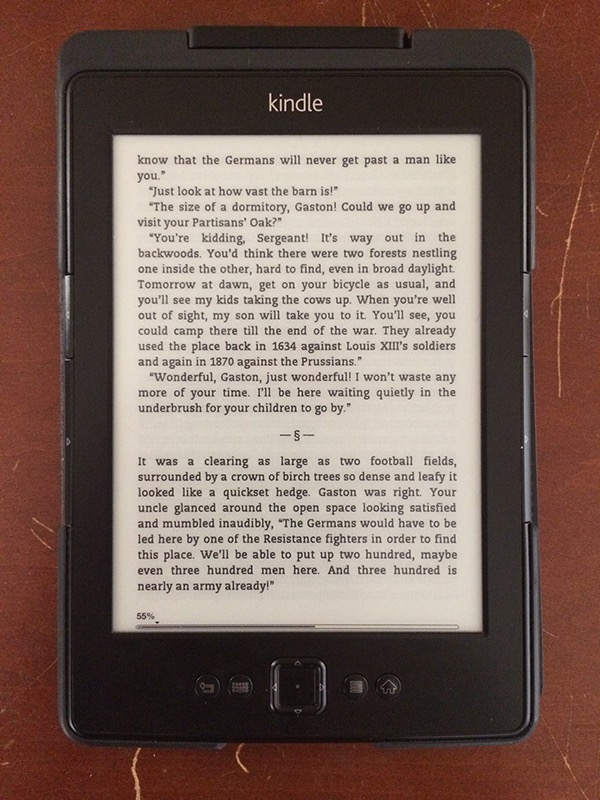 kindle
know that the Germans will never get past a man like
you."
"Just look at how vast the barn is!"
"The size of a dormitory, Gaston! Could we go up and
visit your Partisans' Oak?"
"You're kidding, Sergeant! It's way out in the
backwoods. You'd think there were two forests nestling
one inside the other, hard to find, even in broad daylight.
Tomorrow at dawn, get on your bicycle as usual, and
you'll see my kids taking the cows up. When you're well
out of sight, my son will take you to it. You'll see, you
could camp there till the end of the war. They already
used the place back in 1634 against Louis XIII's soldiers
and again in 1870 against the Prussians."
"Wonderful, Gaston, just wonderful! I won't waste any
more of your time. I'll be here waiting quietly in the
underbrush for your children to go by."
—§—
It was a clearing as large as two football fields,
surrounded by a crown of birch trees so dense and leafy it
looked like a quickset hedge. Gaston was right. Your
uncle glanced around the open space looking satisfied
and mumbled inaudibly, "The Germans would have to be
led here by one of the Resistance fighters in order to find
this place. We'll be able to put up two hundred, maybe
even three hundred men here. And three hundred is
nearly an army already!"
55%